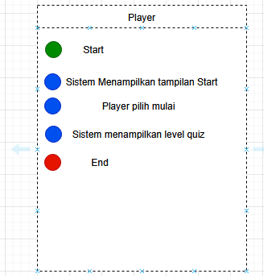 Player
Start
Sistem Menampilkan tampilan Start
Player pilih mulai
Sistem menampilkan level quiz
End